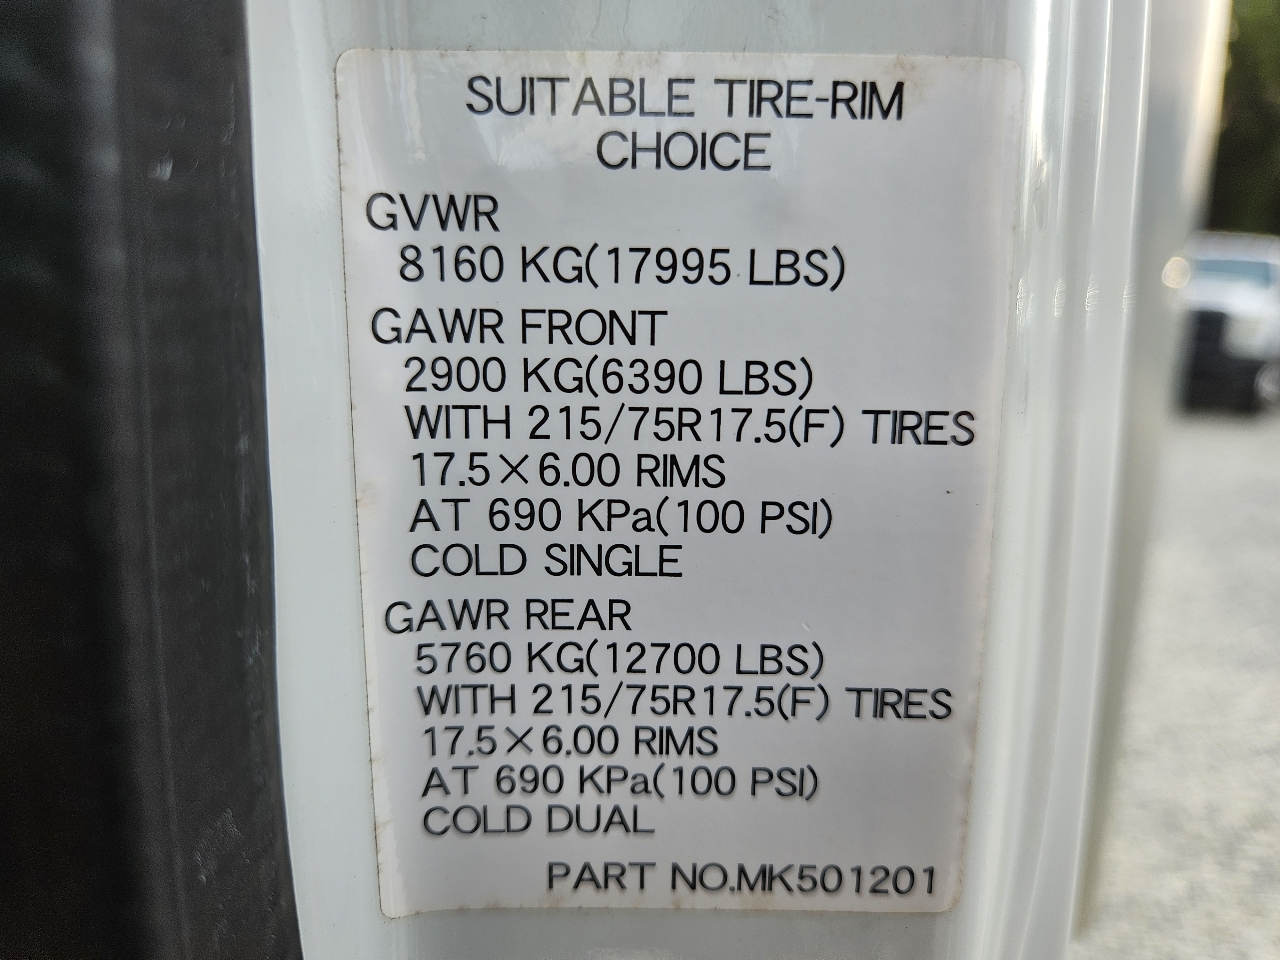 SUITABLE TIRE-RIM
CHOICE
GVWR
8160 KG(17995 LBS)
GAWR FRONT
2900 KG(6390 LBS)
WITH 215/75R17.5(F) TIRES
17.5×6.00 RIMS
AT 690 KPa(100 PSI)
COLD SINGLE
GAWR REAR
5760 KG(12700 LBS)
WITH 215/75R17.5(F) TIRES
17.5×6.00 RIMS
AT 690 KPa(100 PSI)
COLD DUAL
PART NO.MK501201